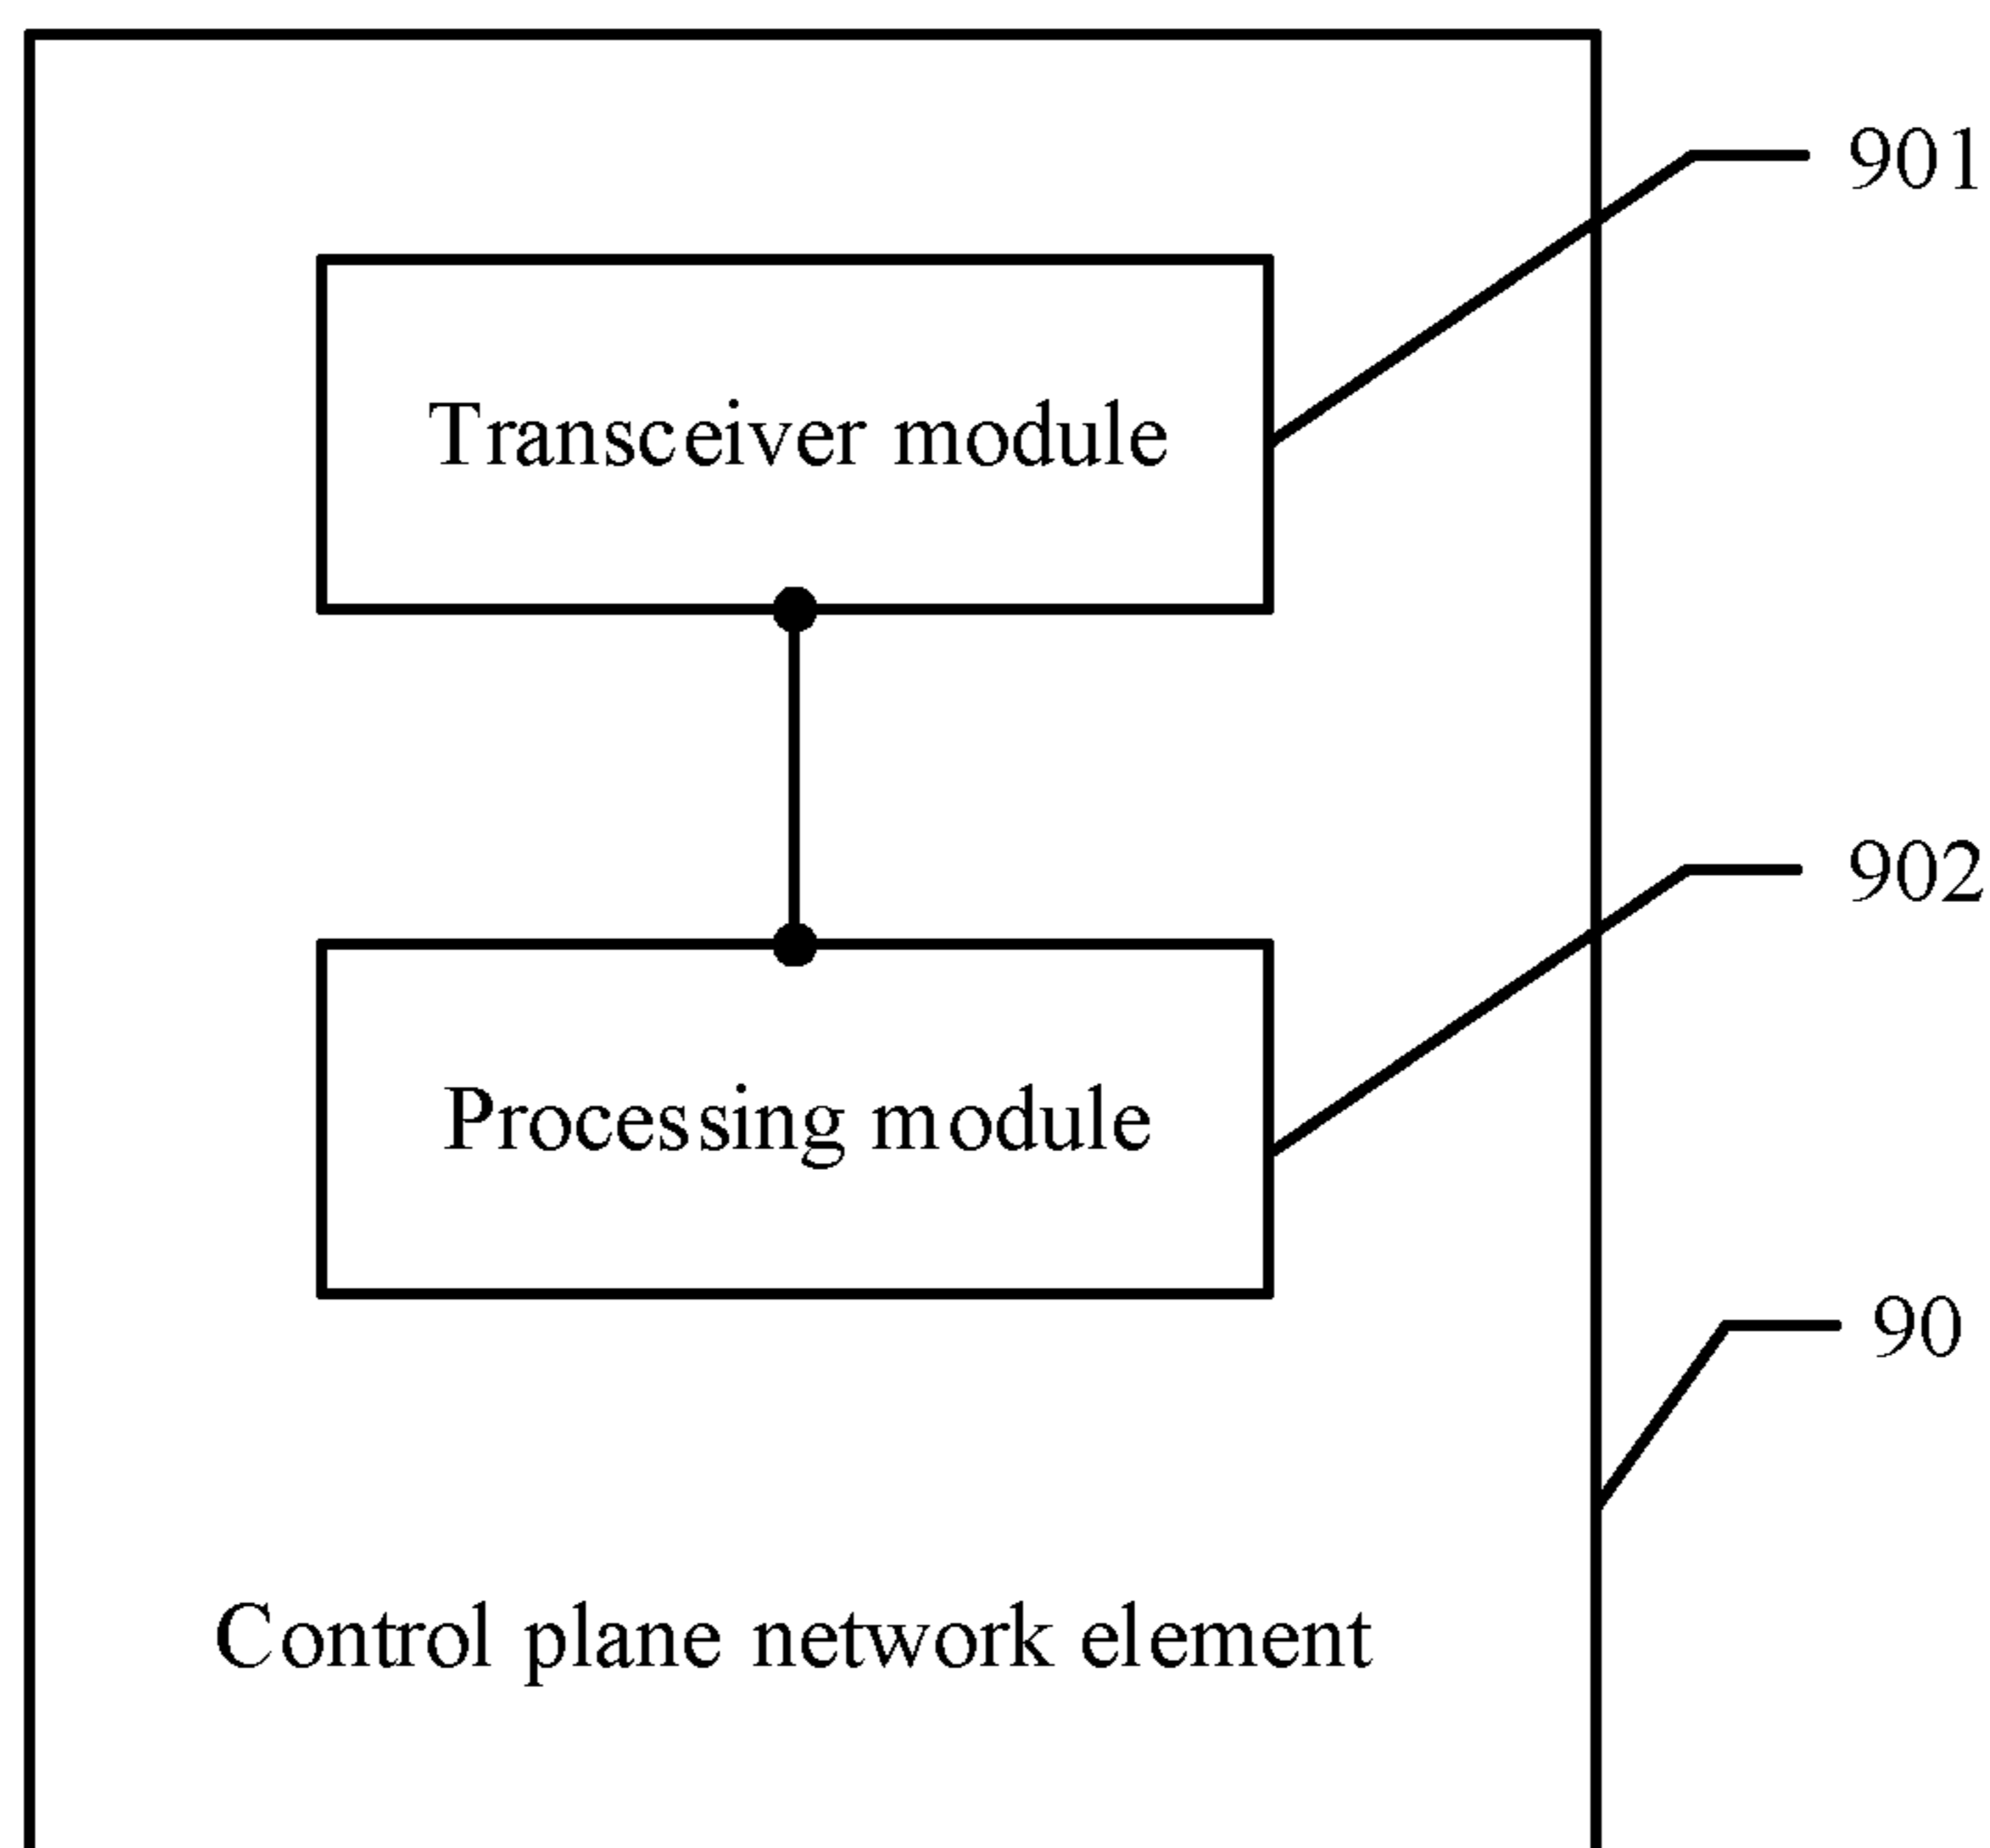 901
Transceiver module
902
Processing module
90
Control plane network element